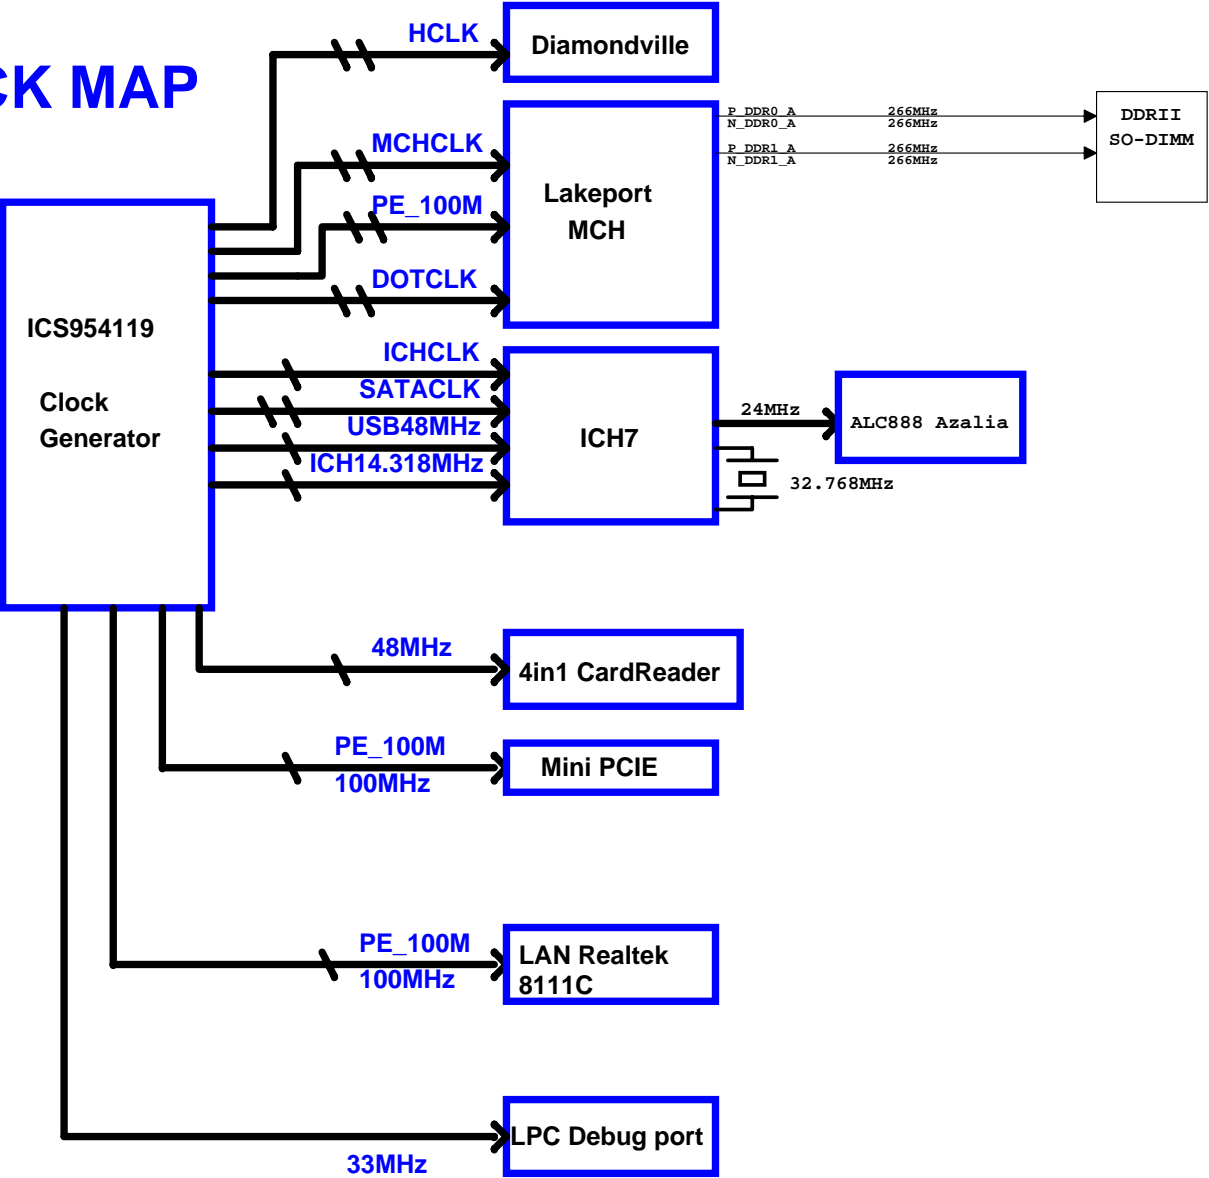 CK MAP
HCLK
Diamondville
MCHCLK
PE_100M
DOTCLK
Lakeport
MCH
P_DDR0_A 266MHz
N_DDR0_A 266MHz
P_DDR1_A 266MHz
N_DDR1_A 266MHz
DDRII
SO-DIMM
ICS954119
Clock
Generator
ICHCLK
SATACLK
USB48MHz
ICH14.318MHz
ICH7
24MHz
ALC888 Azalia
32.768MHz
48MHz
4in1 CardReader
PE_100M
100MHz
Mini PCIE
PE_100M
100MHz
LAN Realtek
8111C
LPC Debug port
33MHz